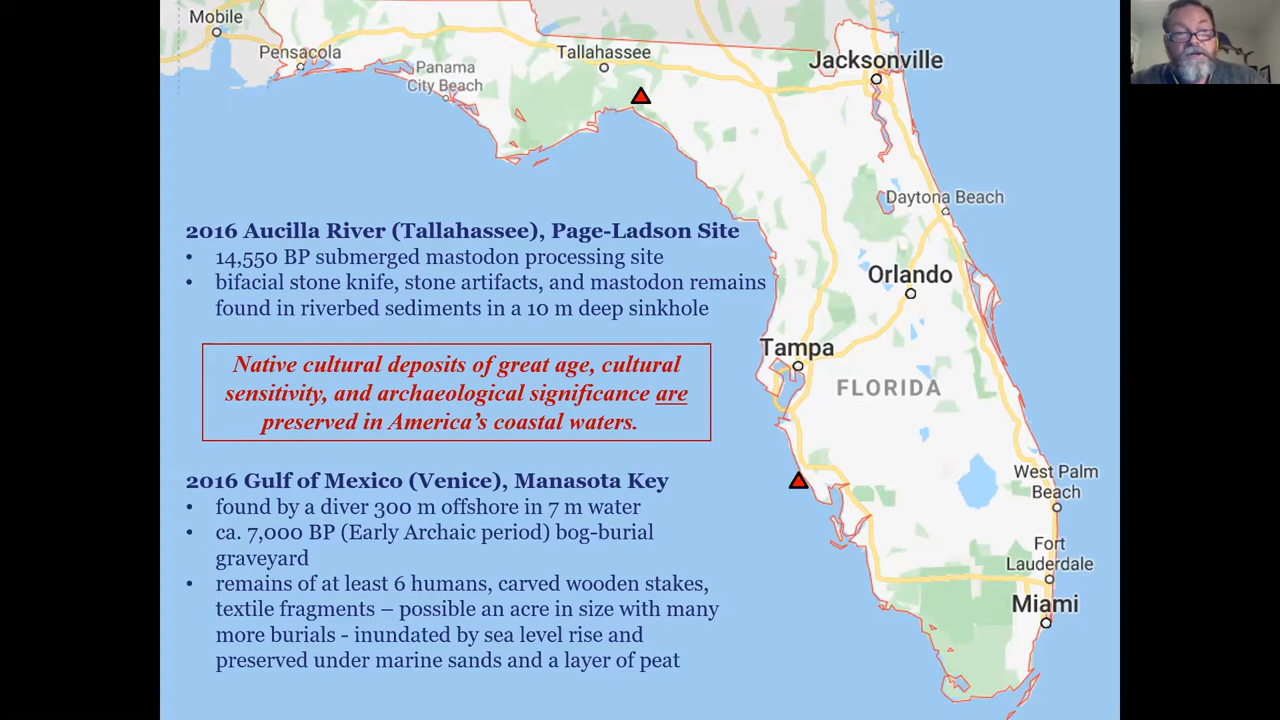 Mobile
Pensacola
Panama
City Beach
Tallahassee
Jacksonville
Daytona Beach
Orlando
Tampa
FLORIDA
West Palm
Beach
Fort
Lauderdale
Miami
2016 Aucilla River (Tallahassee), Page-Ladson Site
• 14,550 BP submerged mastodon processing site
• bifacial stone knife, stone artifacts, and mastodon remains
found in riverbed sediments in a 10 m deep sinkhole
Native cultural deposits of great age, cultural
sensitivity, and archaeological significance are
preserved in America's coastal waters.
2016 Gulf of Mexico (Venice), Manasota Key
• found by a diver 300 m offshore in 7 m water
• ca. 7,000 BP (Early Archaic period) bog-burial
graveyard
• remains of at least 6 humans, carved wooden stakes,
textile fragments – possible an acre in size with many
more burials - inundated by sea level rise and
preserved under marine sands and a layer of peat